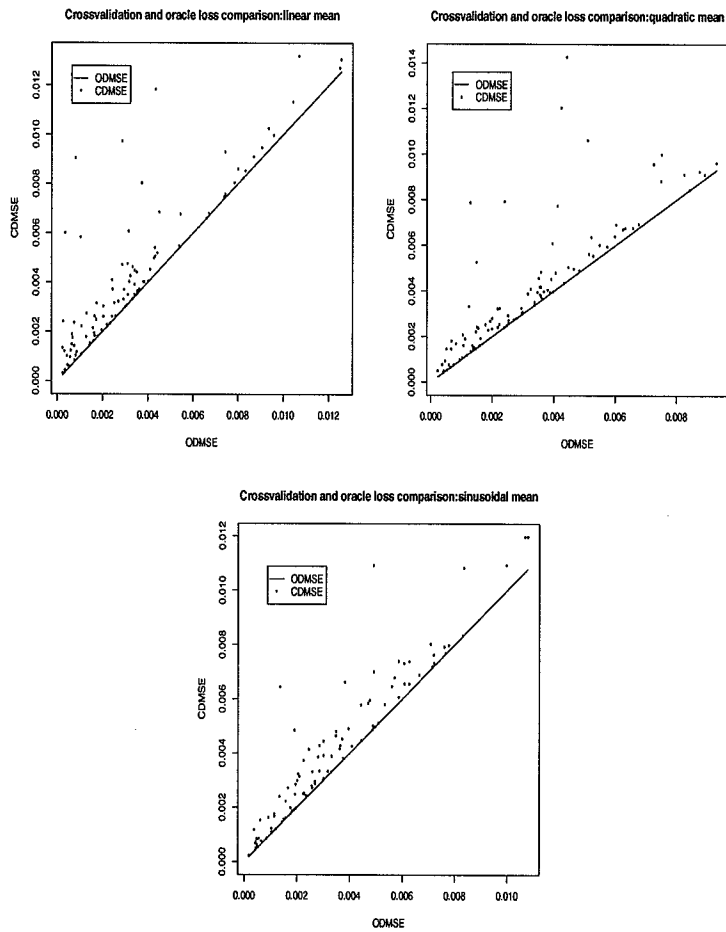 Crossvalidation and oracle loss comparison:linear mean
ODMSE
CDMSE
0.012
0.010
0.008
0.006
0.004
0.002
0.000
CDMSE
0.000 0.002 0.004 0.006 0.008 0.010 0.012
ODMSE
Crossvalidation and oracle loss comparison:quadratic mean
ODMSE
CDMSE
0.014
0.012
0.010
0.008
0.006
0.004
0.002
0.000
CDMSE
0.000 0.002 0.004 0.006 0.008
ODMSE
Crossvalidation and oracle loss comparison:sinusoidal mean
ODMSE
CDMSE
0.012
0.010
0.008
0.006
0.004
0.002
0.000
CDMSE
0.000 0.002 0.004 0.006 0.008 0.010
ODMSE